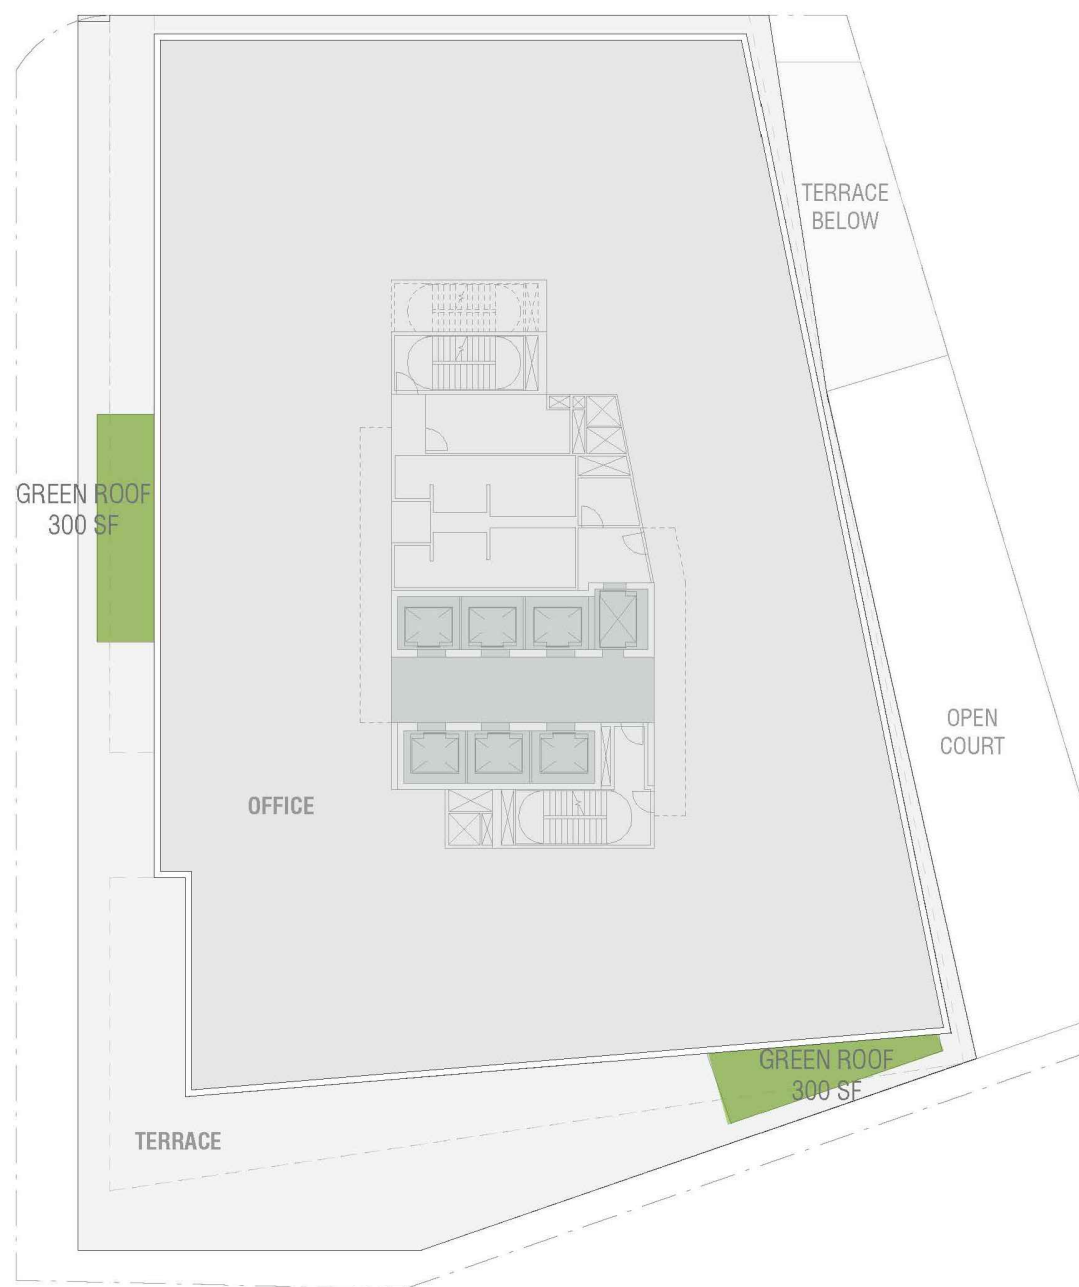 TERRACE
BELOW
GREEN ROOF
300 SF
OPEN
COURT
OFFICE
GREEN ROOF
300 SF
TERRACE